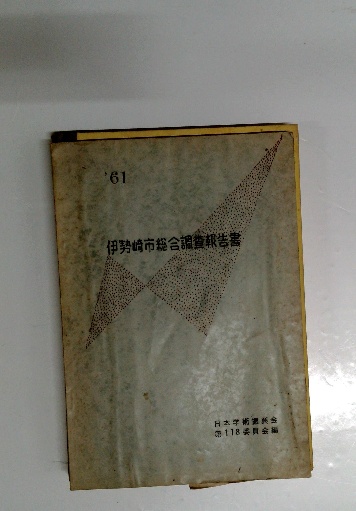 '61
伊勢崎市総合調査報告書
日本学術振興会
第118委員会編